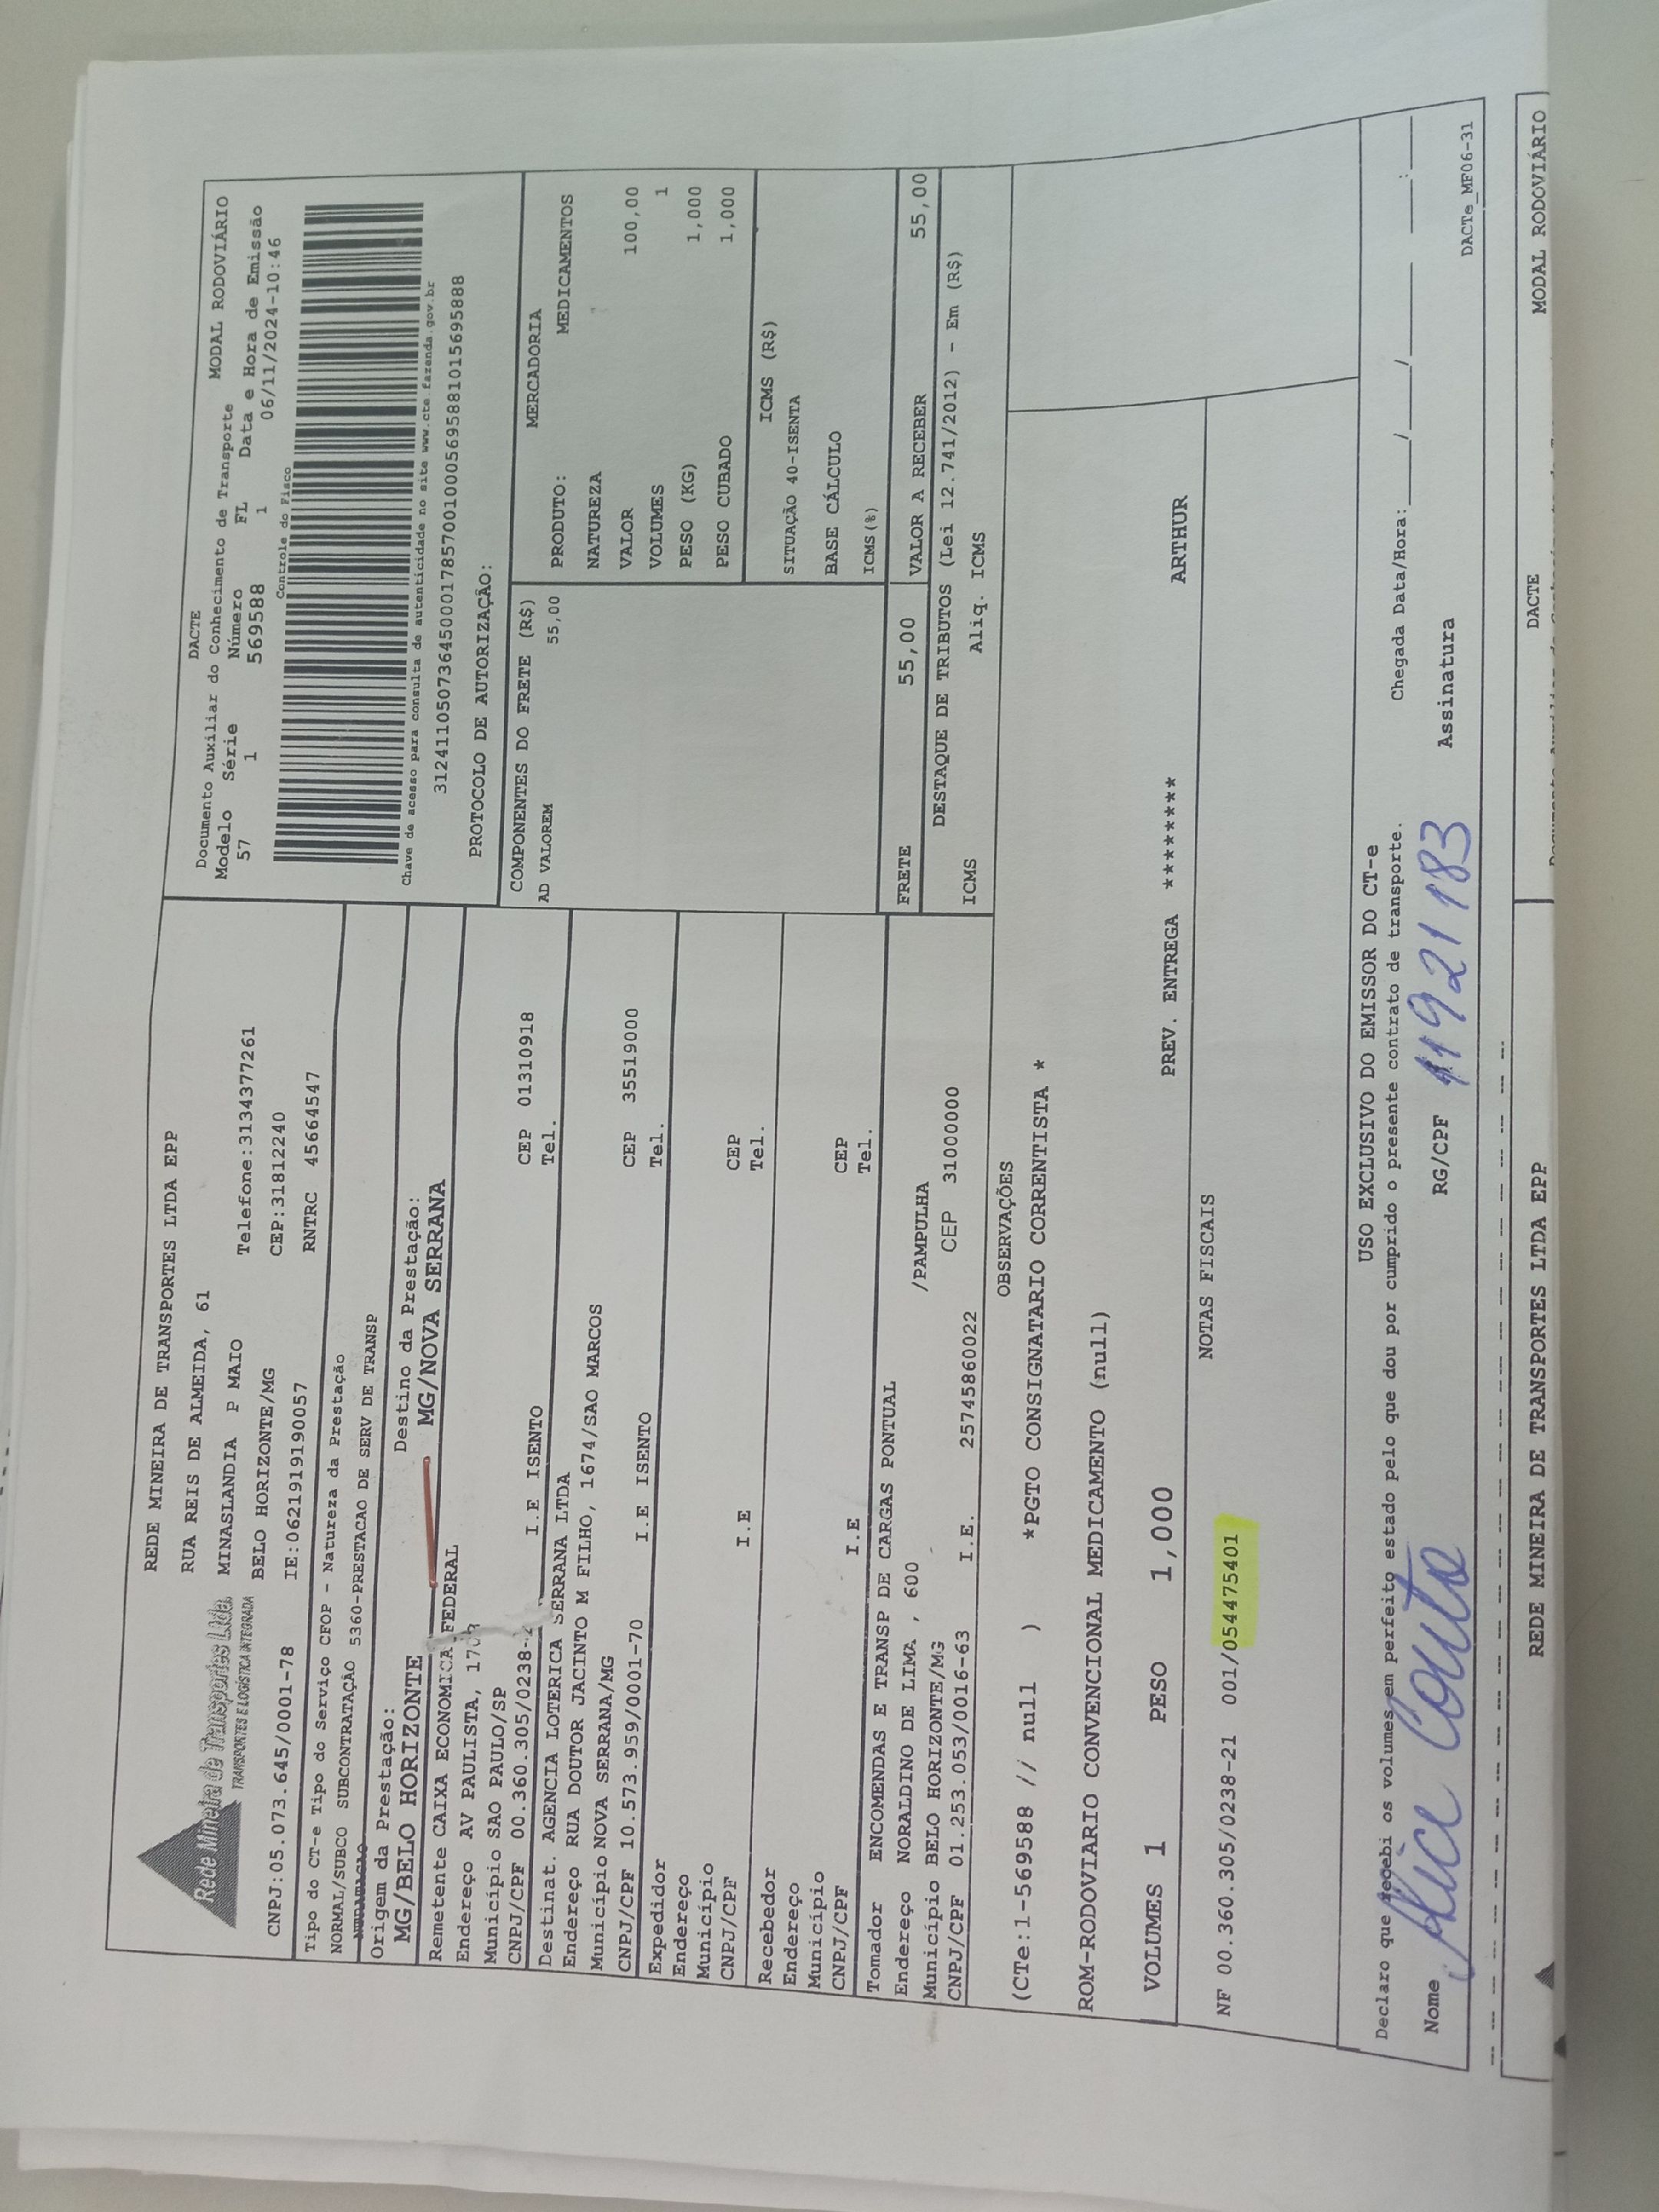 REDE MINEIRA DE TRANSPORTES LTDA EPP
RUA REIS DE ALMEIDA, 61
Rede Mineira de Transportes Ltda.
TRANSPORTES E LOGÍSTICA INTEGRADA
MINASLANDIA P MAIO
Telefone:3134377261
BELO HORIZONTE/MG
CEP:31812240
CNPJ:05.073.645/0001-78
IE:0621919190057
RNTRC 45664547
DACTE
Documento Auxiliar do Conhecimento de Transporte
MODAL RODOVIÁRIO
Modelo Série Número FL Data e Hora de Emissão
57 1 569588 1 06/11/2024-10:46
Controle do Fisco
Chave de acesso para consulta de autenticidade no site www.cte.fazenda.gov.br
31241105073645000178570010005695881015695888
PROTOCOLO DE AUTORIZAÇÃO:
Tipo do CT-e Tipo do Serviço CFOP - Natureza da Prestação
NORMAL/SUBCO SUBCONTRATAÇÃO 5360-PRESTACAO DE SERV DE TRANSP
Origem da Prestação:
Destino da Prestação:
MG/BELO HORIZONTE
MG/NOVA SERRANA
Remetente CAIXA ECONOMICA FEDERAL
Endereço AV PAULISTA,
CEP 01310918
Município SAO PAULO/SP
Tel.
CNPJ/CPF 00.360.305/0238-
I.E ISENTO
Destinat. AGENCIA LOTERICA SERRANA LTDA
Endereço RUA DOUTOR JACINTO M FILHO, 1674/SAO MARCOS
Município NOVA SERRANA/MG
CEP 35519000
CNPJ/CPF 10.573.959/0001-70
I.E ISENTO
Tel.
Expedidor
Endereço
Município
CEP
CNPJ/CPF
I.E
Tel.
Recebedor
Endereço
Município
CEP
CNPJ/CPF
I.E
Tel.
Tomador ENCOMENDAS E TRANSP DE CARGAS PONTUAL
Endereço NORALDINO DE LIMA , 600 /PAMPULHA
Município BELO HORIZONTE/MG
CEP 31000000
CNPJ/CPF 01.253.053/0016-63
I.E. 2574586​0022
COMPONENTES DO FRETE (R$)
AD VALOREM 55,00
MERCADORIA
PRODUTO:
NATUREZA MEDICAMENTOS
VALOR 100,00
VOLUMES 1
PESO (KG) 1,000
PESO CUBADO 1,000
ICMS (R$)
SITUAÇÃO 40-ISENTA
BASE CÁLCULO
ICMS(%)
FRETE 55,00
VALOR A RECEBER 55,00
DESTAQUE DE TRIBUTOS (Lei 12.741/2012) - Em (R$)
ICMS Aliq. ICMS
OBSERVAÇÕES
(CTe:1-569588 // null ) *PGTO CONSIGNATARIO CORRENTISTA *
ROM-RODOVIARIO CONVENCIONAL MEDICAMENTO (null)
VOLUMES 1 PESO 1,000 PREV. ENTREGA ******** ARTHUR
NOTAS FISCAIS
NF 00.360.305/0238-21 001/054475401
USO EXCLUSIVO DO EMISSOR DO CT-e
Declaro que recebi os volumes em perfeito estado pelo que dou por cumprido o presente contrato de transporte.
Chegada Data/Hora:____/____/____ ____:____
Nome Alice Couto RG/CPF 11921183 Assinatura
DACTe_MF06-31
REDE MINEIRA DE TRANSPORTES LTDA EPP
DACTE
MODAL RODOVIÁRIO